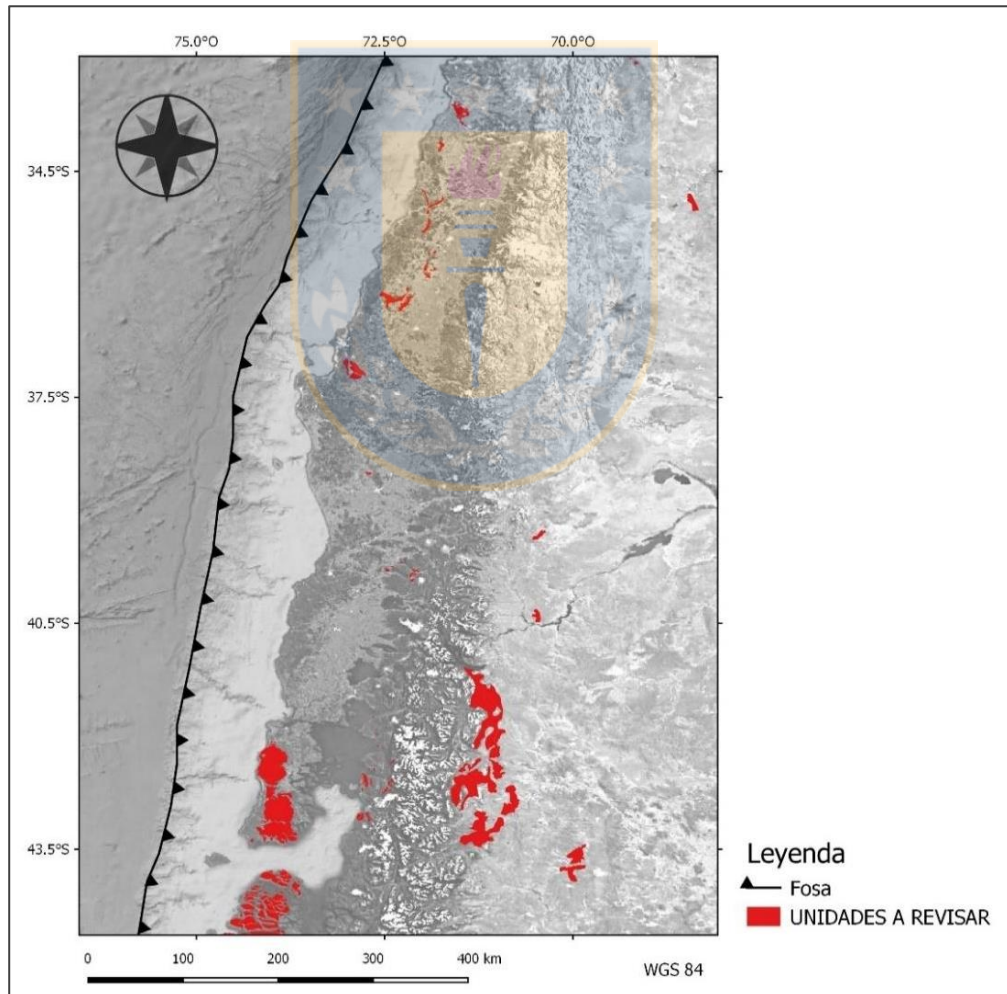 75.0°O 72.5°O 70.0°O
34.5°S
37.5°S
40.5°S
43.5°S
Leyenda
Fosa
UNIDADES A REVISAR
0 100 200 300 400 km
WGS 84